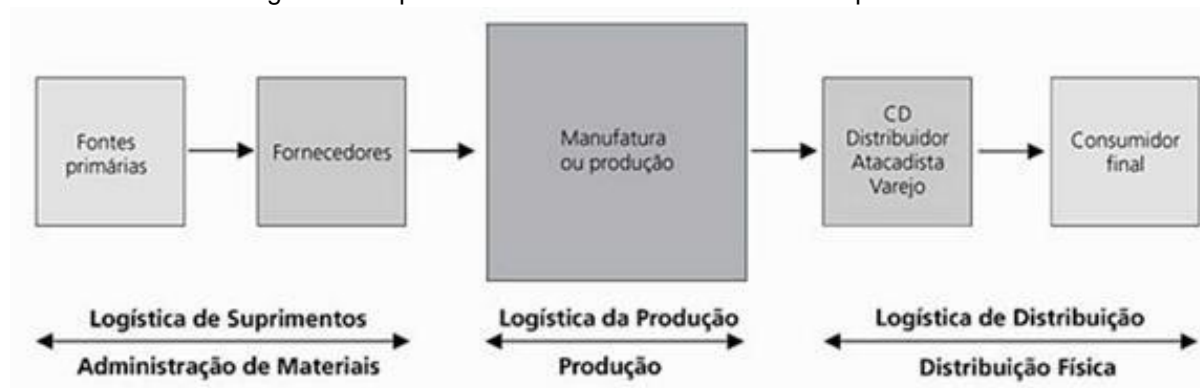 Fontes
primárias
Fornecedores
Manufatura
ou produção
CD
Distribuidor
Atacadista
Varejo
Consumidor
final
Logística de Suprimentos
Administração de Materiais
Logística da Produção
Produção
Logística de Distribuição
Distribuição Física